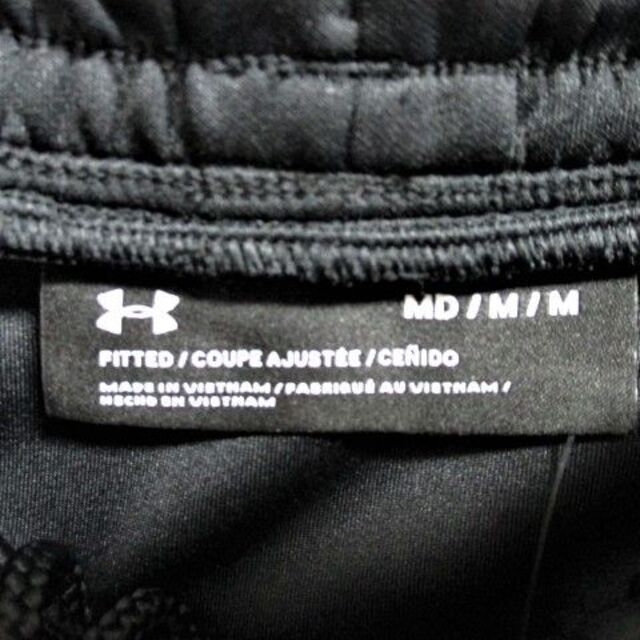 MD / M / M
FITTED / COUPE AJUSTÉE / CEÑIDO
MADE IN VIETNAM / FABRIQUÉ AU VIETNAM /
HECHO EN VIETNAM